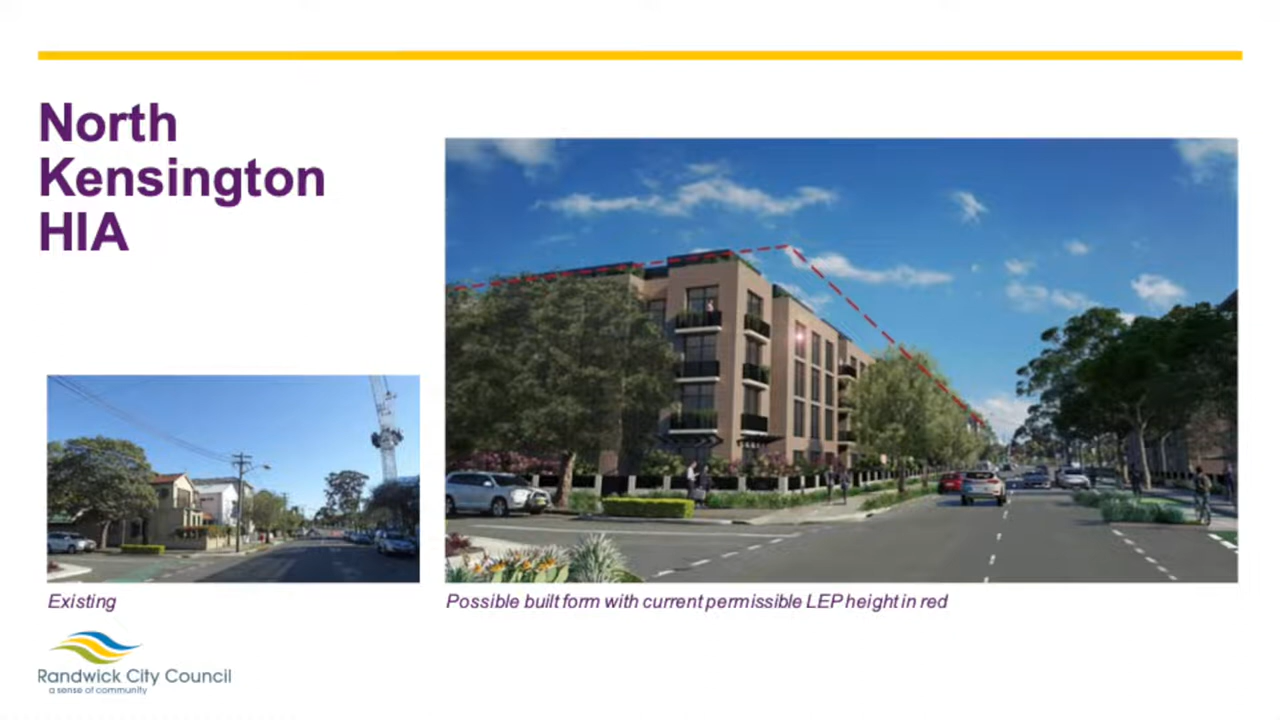 North
Kensington
HIA
Existing
Possible built form with current permissible LEP height in red
Randwick City Council
a sense of community